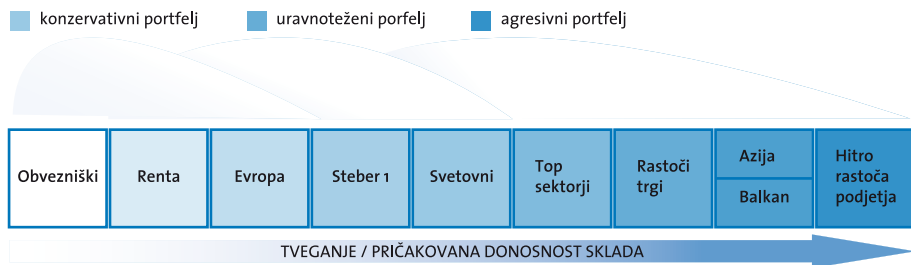 konzervativni portfelj uravnoteženi porfelj agresivni portfelj
Obvezniški
Renta
Evropa
Steber 1
Svetovni
Top
sektorji
Rastoči
trgi
Azija
Balkan
Hitro
rastoča
podjetja
TVEGANJE / PRIČAKOVANA DONOSNOST SKLADA